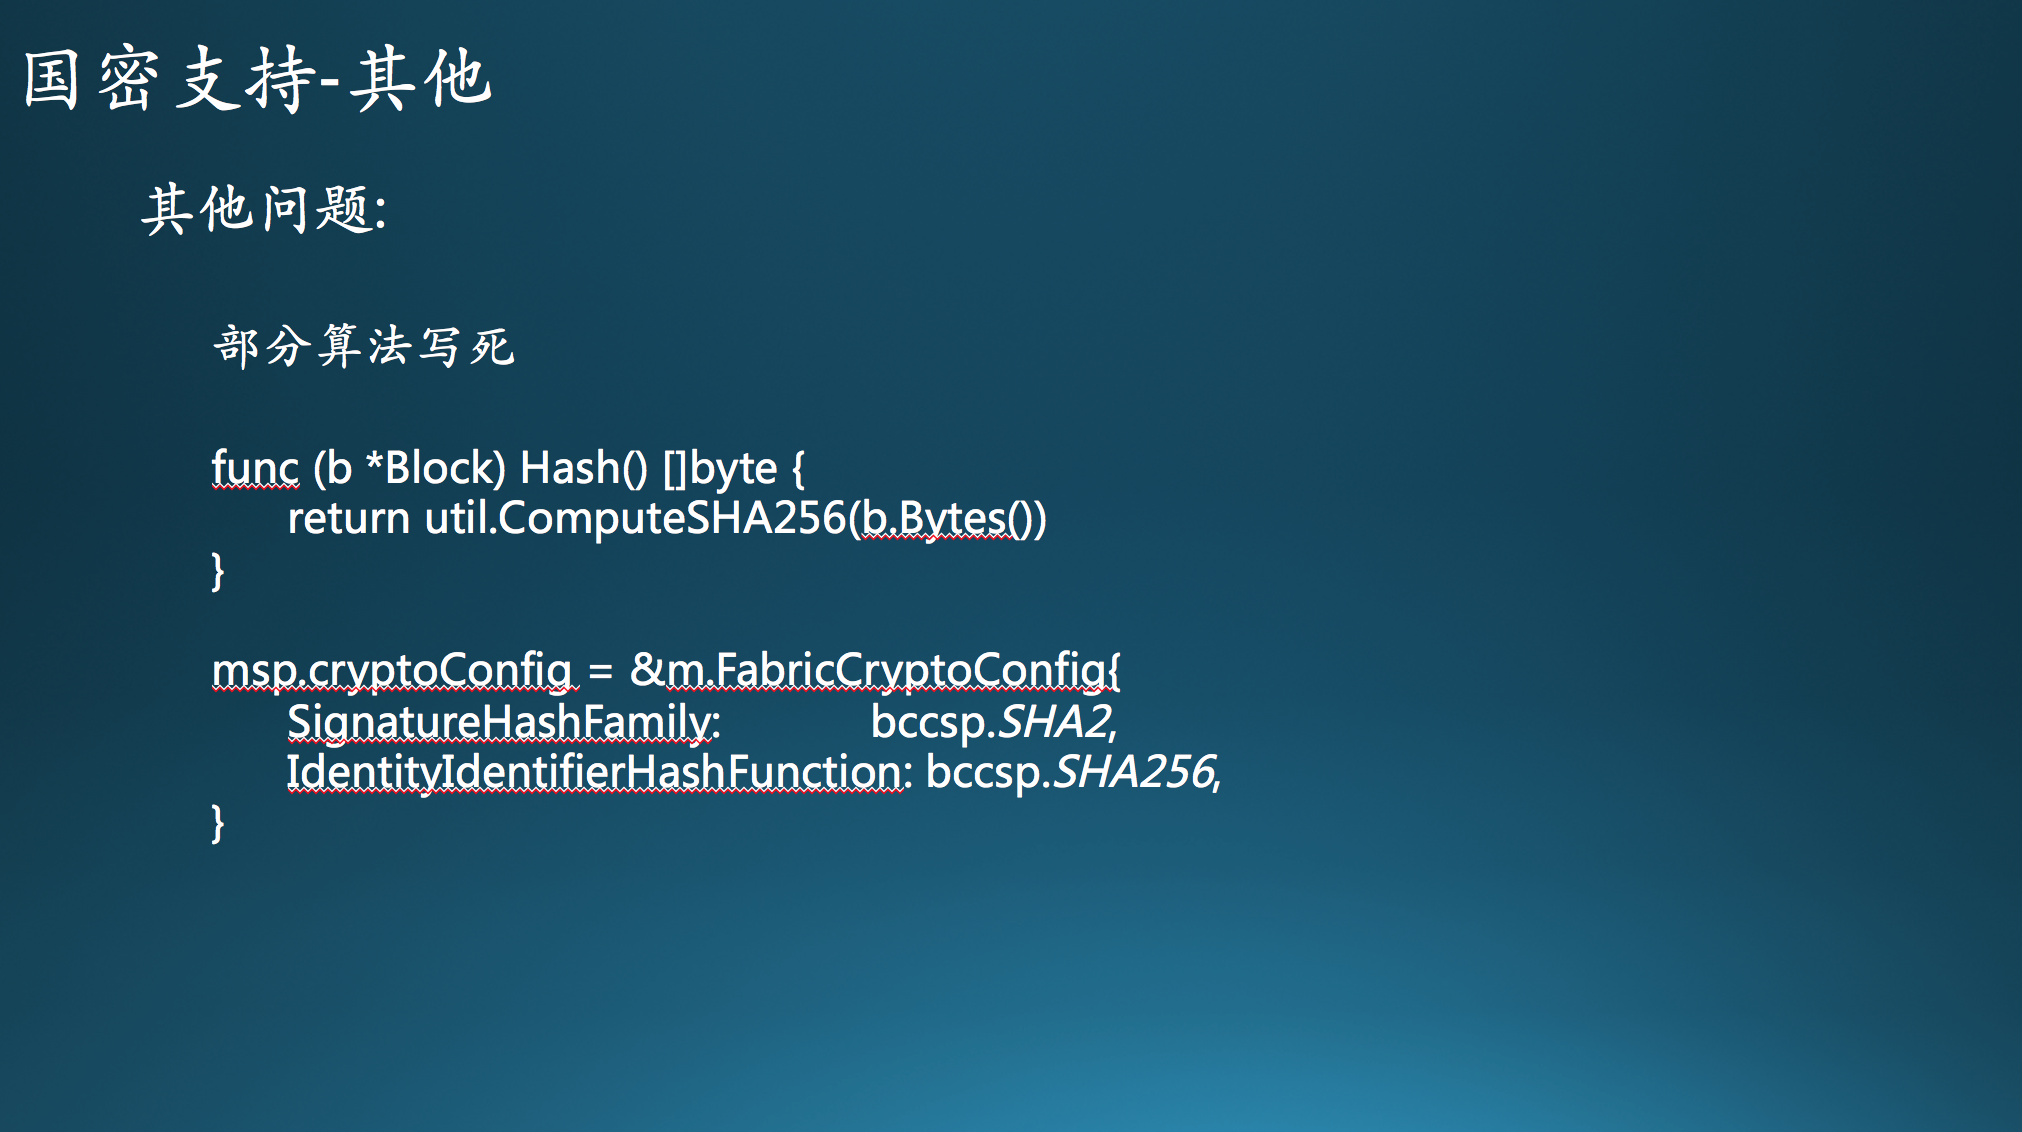 国密支持-其他
其他问题:
部分算法写死
func (b *Block) Hash() []byte {
return util.ComputeSHA256(b.Bytes())
}
msp.cryptoConfig = &m.FabricCryptoConfig{
SignatureHashFamily: bccsp.SHA2,
IdentityIdentifierHashFunction: bccsp.SHA256,
}